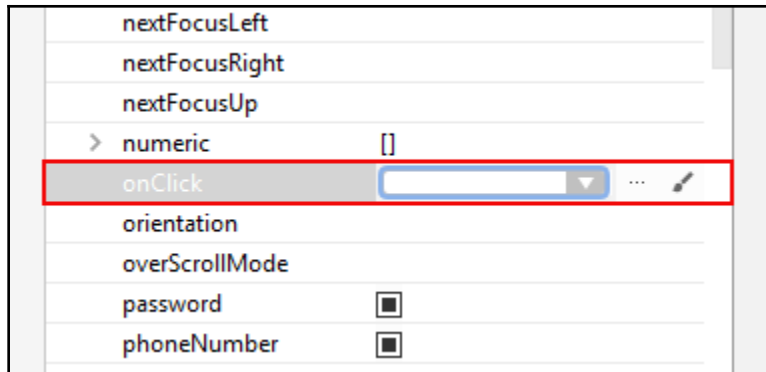 nextFocusLeft
nextFocusRight
nextFocusUp
numeric []
onClick ...
orientation
overScrollMode
password
phoneNumber